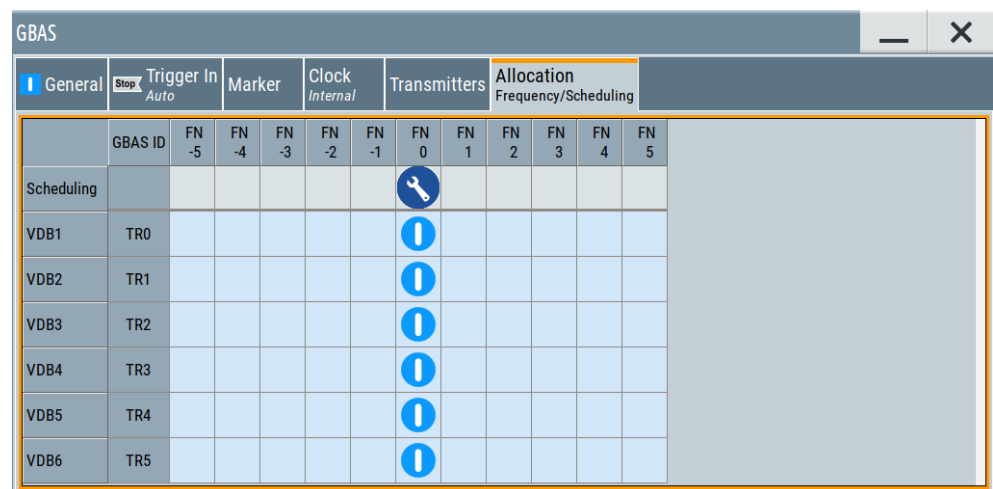 GBAS
General
Stop Trigger In
Auto
Marker
Clock
Internal
Transmitters
Allocation
Frequency/Scheduling
GBAS ID FN -5 FN -4 FN -3 FN -2 FN -1 FN 0 FN 1 FN 2 FN 3 FN 4 FN 5
Scheduling
VDB1 TR0
VDB2 TR1
VDB3 TR2
VDB4 TR3
VDB5 TR4
VDB6 TR5